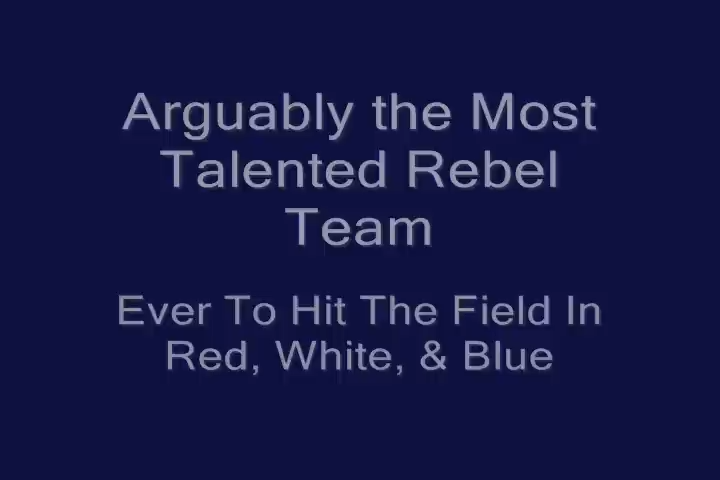 Arguably the Most
Talented Rebel
Team
Ever To Hit The Field In
Red, White, & Blue